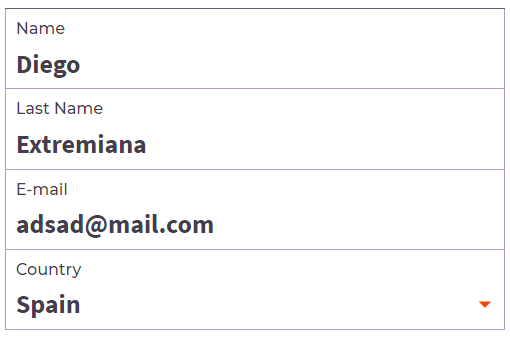 Name
Diego
Last Name
Extremiana
E-mail
adsad@mail.com
Country
Spain